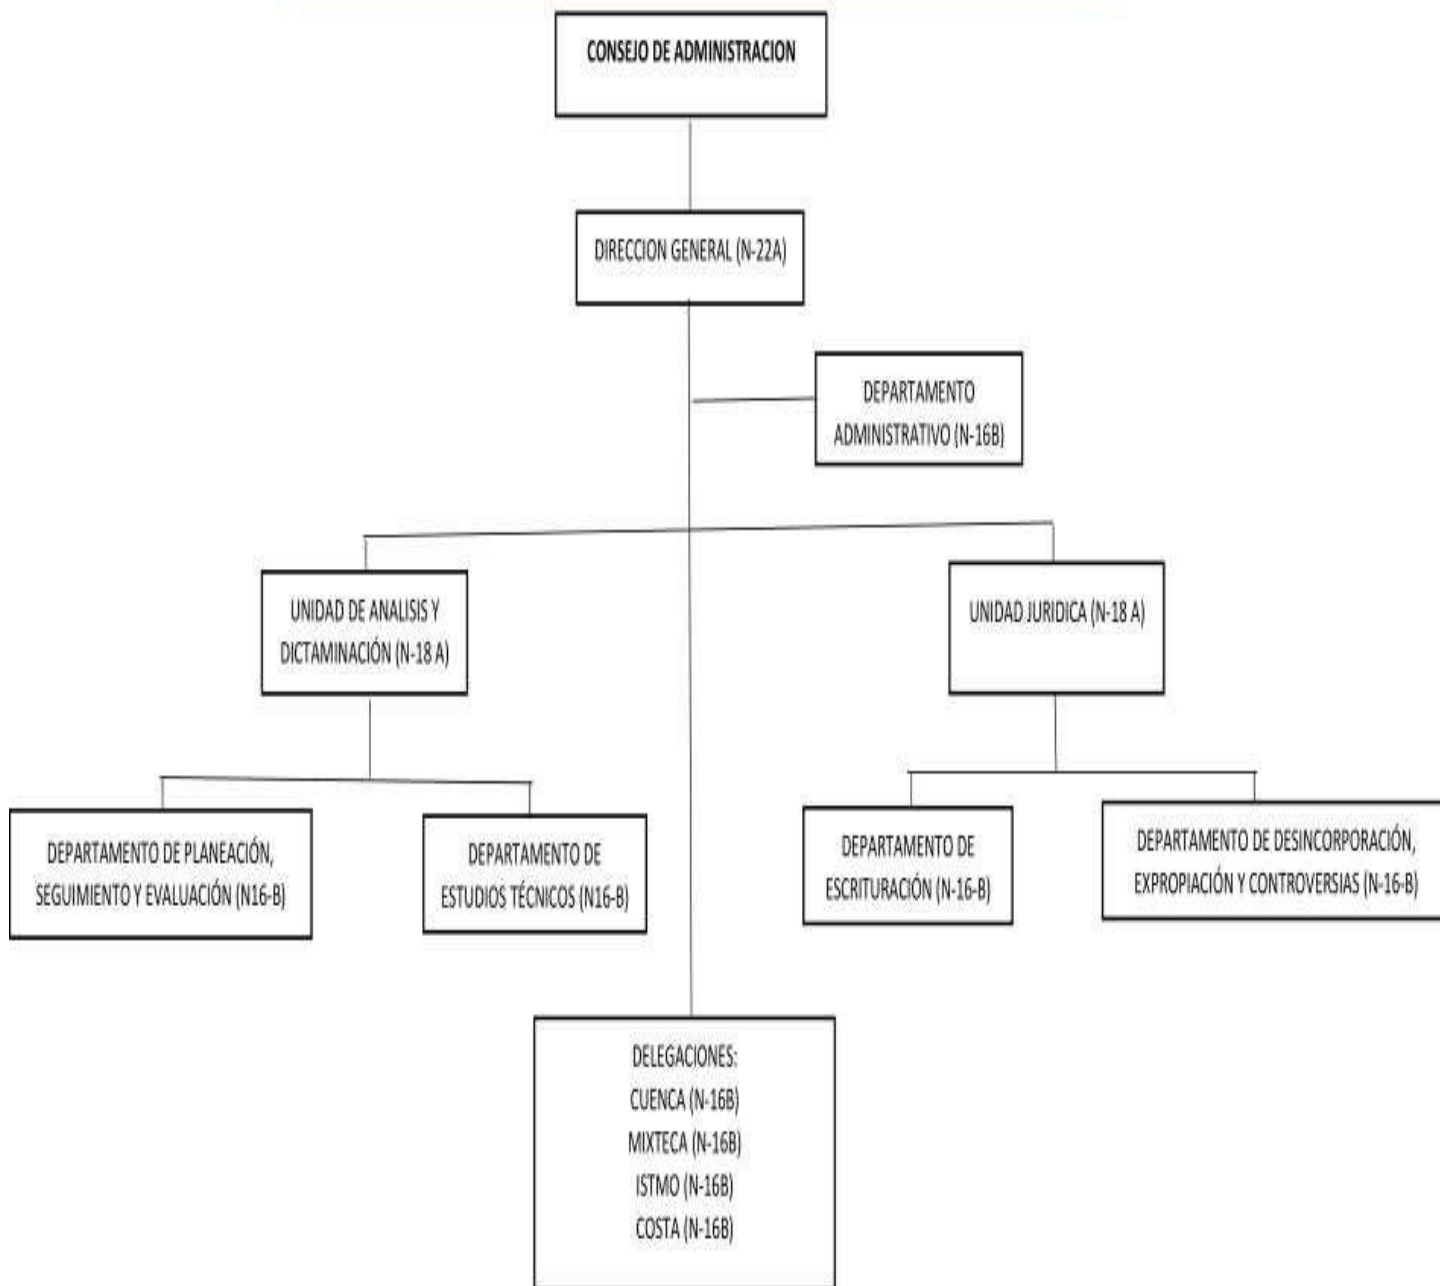 CONSEJO DE ADMINISTRACION
DIRECCION GENERAL (N-22A)
DEPARTAMENTO
ADMINISTRATIVO (N-16B)
UNIDAD DE ANALISIS Y
DICTAMINACIÓN (N-18 A)
UNIDAD JURIDICA (N-18 A)
DEPARTAMENTO DE PLANEACIÓN,
SEGUIMIENTO Y EVALUACIÓN (N16-B)
DEPARTAMENTO DE
ESTUDIOS TÉCNICOS (N16-B)
DEPARTAMENTO DE
ESCRITURACIÓN (N-16-B)
DEPARTAMENTO DE DESINCORPORACIÓN,
EXPROPIACIÓN Y CONTROVERSIAS (N-16-B)
DELEGACIONES:
CUENCA (N-16B)
MIXTECA (N-16B)
ISTMO (N-16B)
COSTA (N-16B)